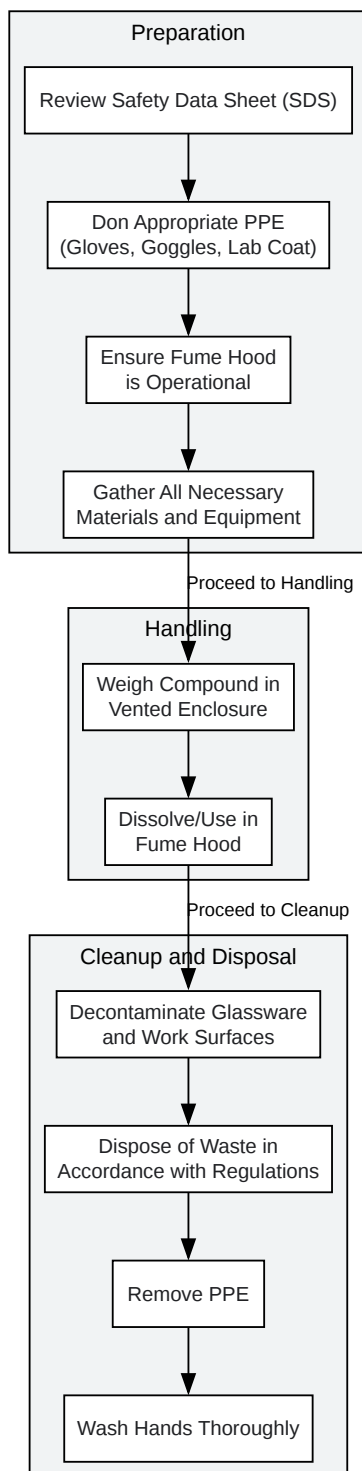 Preparation
Review Safety Data Sheet (SDS)
Don Appropriate PPE
(Gloves, Goggles, Lab Coat)
Ensure Fume Hood
is Operational
Gather All Necessary
Materials and Equipment
Proceed to Handling
Handling
Weigh Compound in
Vented Enclosure
Dissolve/Use in
Fume Hood
Proceed to Cleanup
Cleanup and Disposal
Decontaminate Glassware
and Work Surfaces
Dispose of Waste in
Accordance with Regulations
Remove PPE
Wash Hands Thoroughly